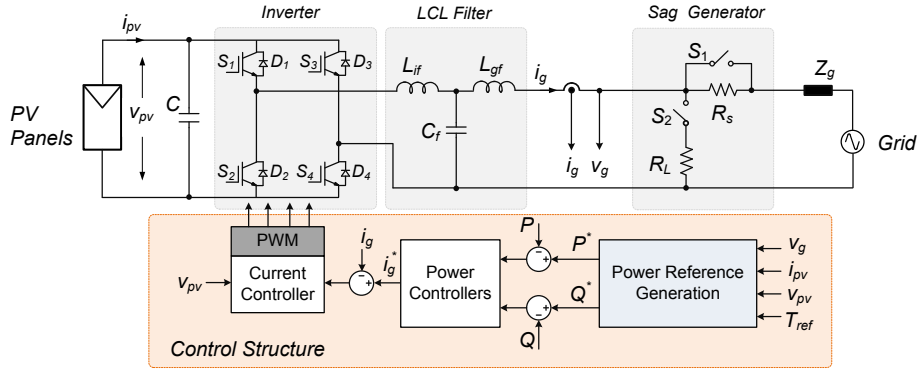 Inverter
LCL Filter
Sag Generator
i_pv
S_1
D_1
S_3
D_3
L_if
L_gf
i_g
S_1
Z_g
PV
Panels
v_pv
C
C_f
S_2
R_s
Grid
S_2
D_2
S_4
D_4
i_g
v_g
R_L
PWM
Current
Controller
v_pv
i_g
i_g^*
Power
Controllers
P
P^*
Q^*
Q
Power Reference
Generation
v_g
i_pv
v_pv
T_ref
Control Structure